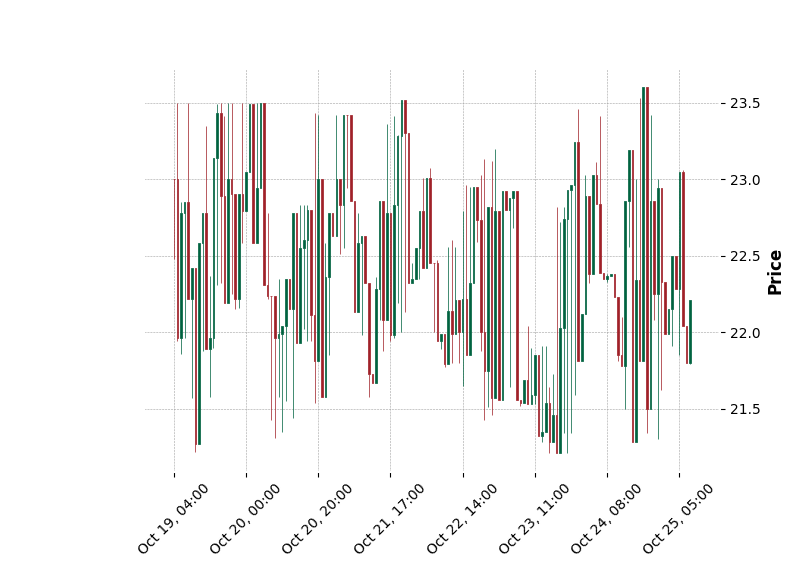 23.5
23.0
22.5
22.0
21.5
Price
Oct 19, 04:00
Oct 20, 00:00
Oct 20, 20:00
Oct 21, 17:00
Oct 22, 14:00
Oct 23, 11:00
Oct 24, 08:00
Oct 25, 05:00